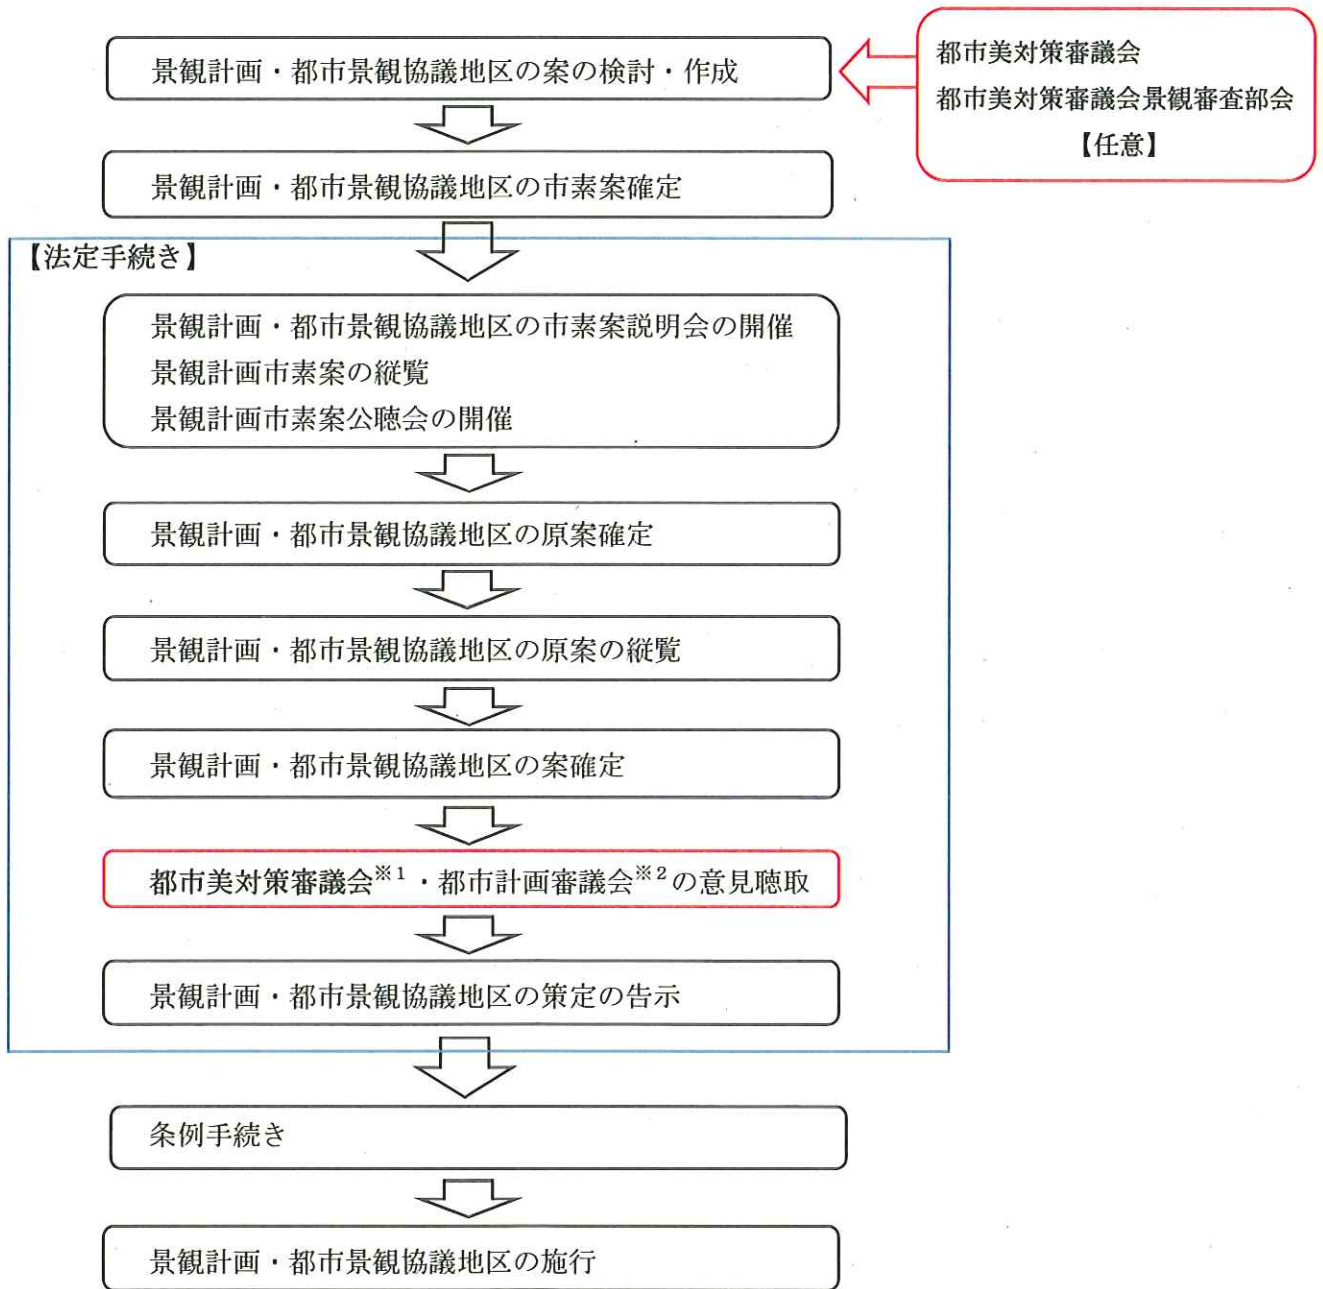 景観計画・都市景観協議地区の案の検討・作成
都市美対策審議会
都市美対策審議会景観審査部会
【任意】
景観計画・都市景観協議地区の市素案確定
【法定手続き】
景観計画・都市景観協議地区の市素案説明会の開催
景観計画市素案の縦覧
景観計画市素案公聴会の開催
景観計画・都市景観協議地区の原案確定
景観計画・都市景観協議地区の原案の縦覧
景観計画・都市景観協議地区の案確定
都市美対策審議会※1・都市計画審議会※2の意見聴取
景観計画・都市景観協議地区の策定の告示
条例手続き
景観計画・都市景観協議地区の施行